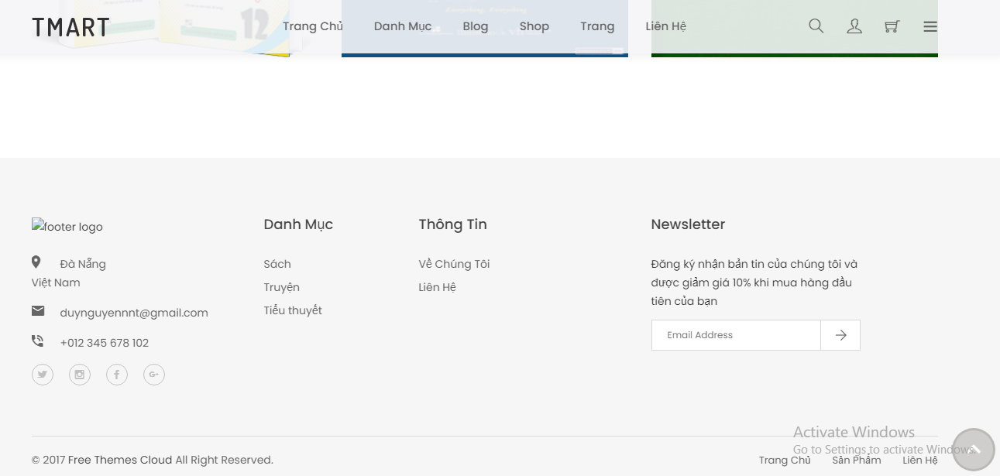 TMART
Trang Chủ Danh Mục Blog Shop Trang Liên Hệ
12
footer logo
Đà Nẵng
Việt Nam
duynguyennnt@gmail.com
+012 345 678 102
Danh Mục
Sách
Truyện
Tiểu thuyết
Thông Tin
Về Chúng Tôi
Liên Hệ
Newsletter
Đăng ký nhận bản tin của chúng tôi và
được giảm giá 10% khi mua hàng đầu
tiên của bạn
Email Address
Activate Windows
Go to Settings to activate Windows.
© 2017 Free Themes Cloud All Right Reserved.
Trang Chủ Sản Phẩm Liên Hệ